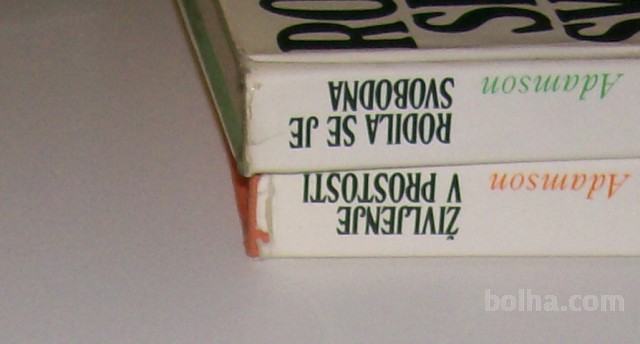 Adamson
RODILA SE JE
SVOBODNA
Adamson
ŽIVLJENJE
V PROSTOSTI
bolha.com